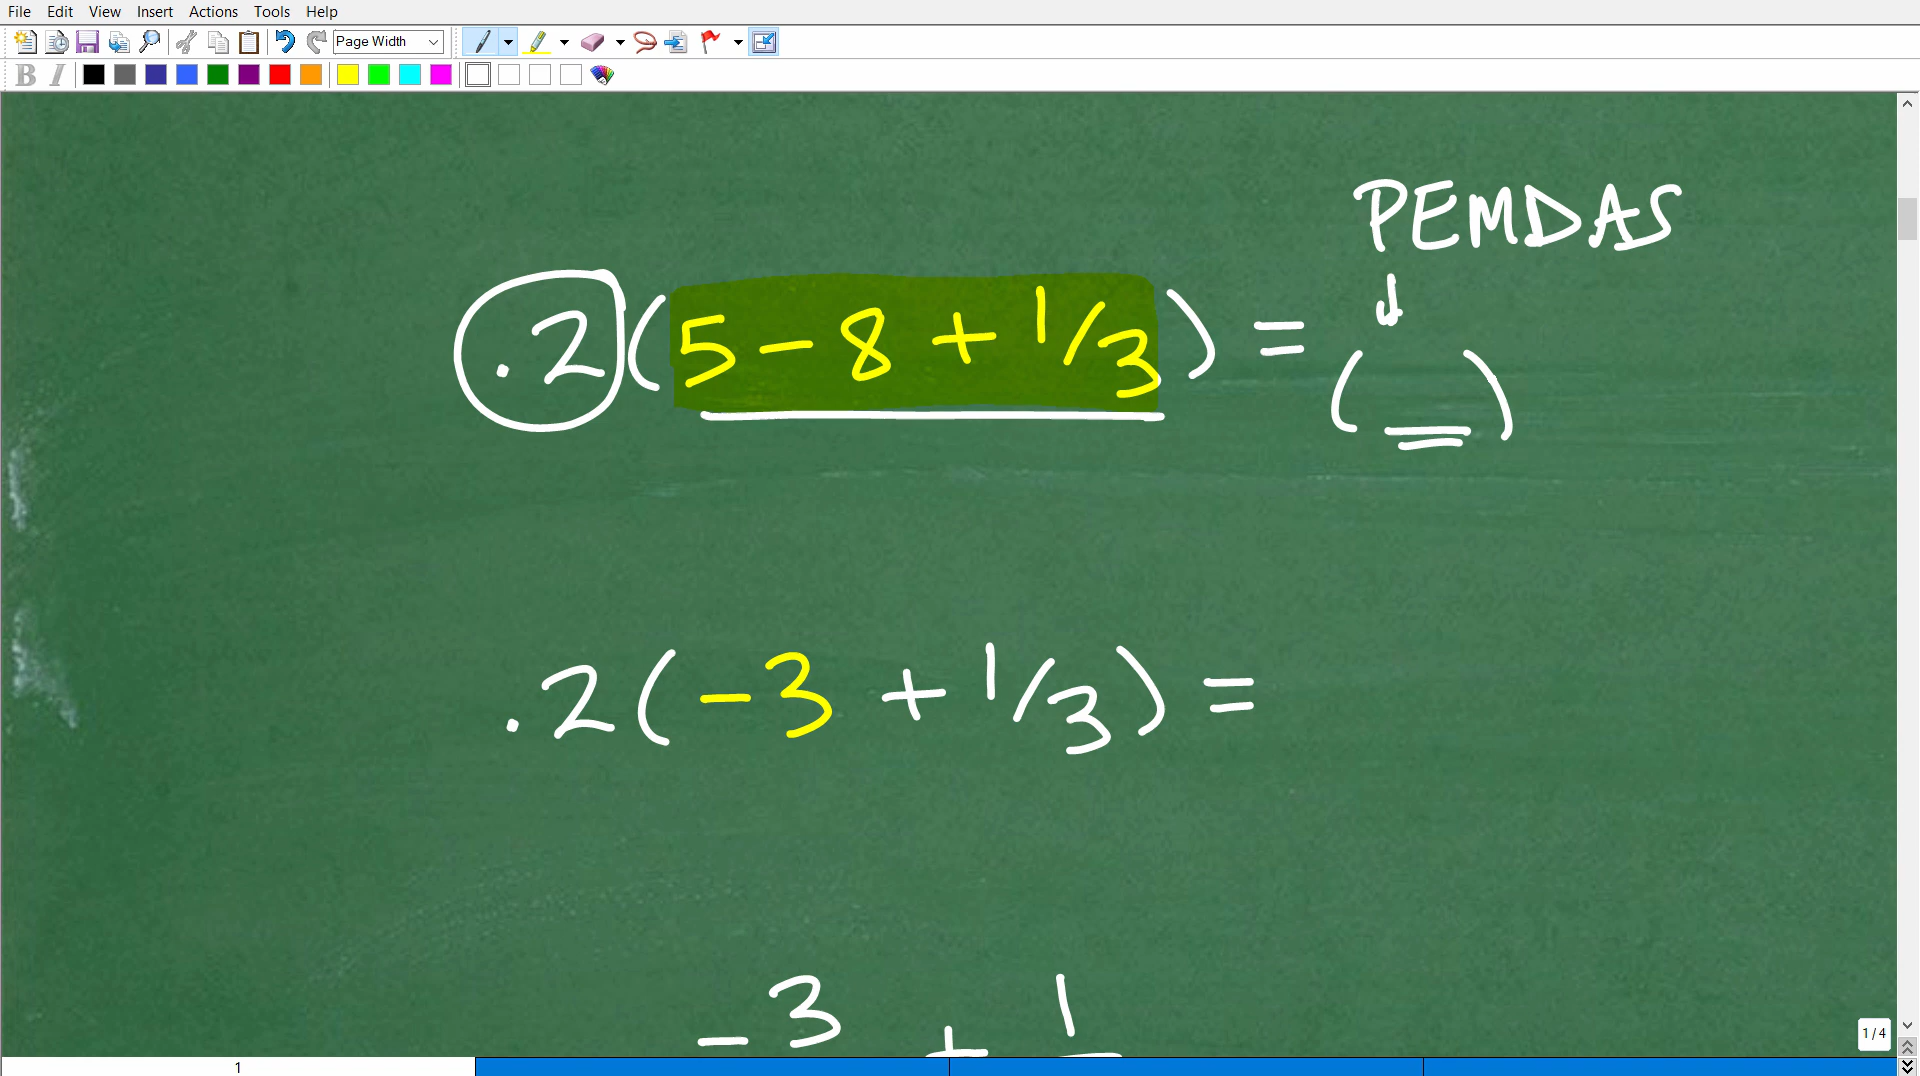 File Edit View Insert Actions Tools Help
Page Width
B I
PEMDAS
.2(5-8+1/3)=
( )
.2(-3+1/3)=
-3 + 1
1/4
1